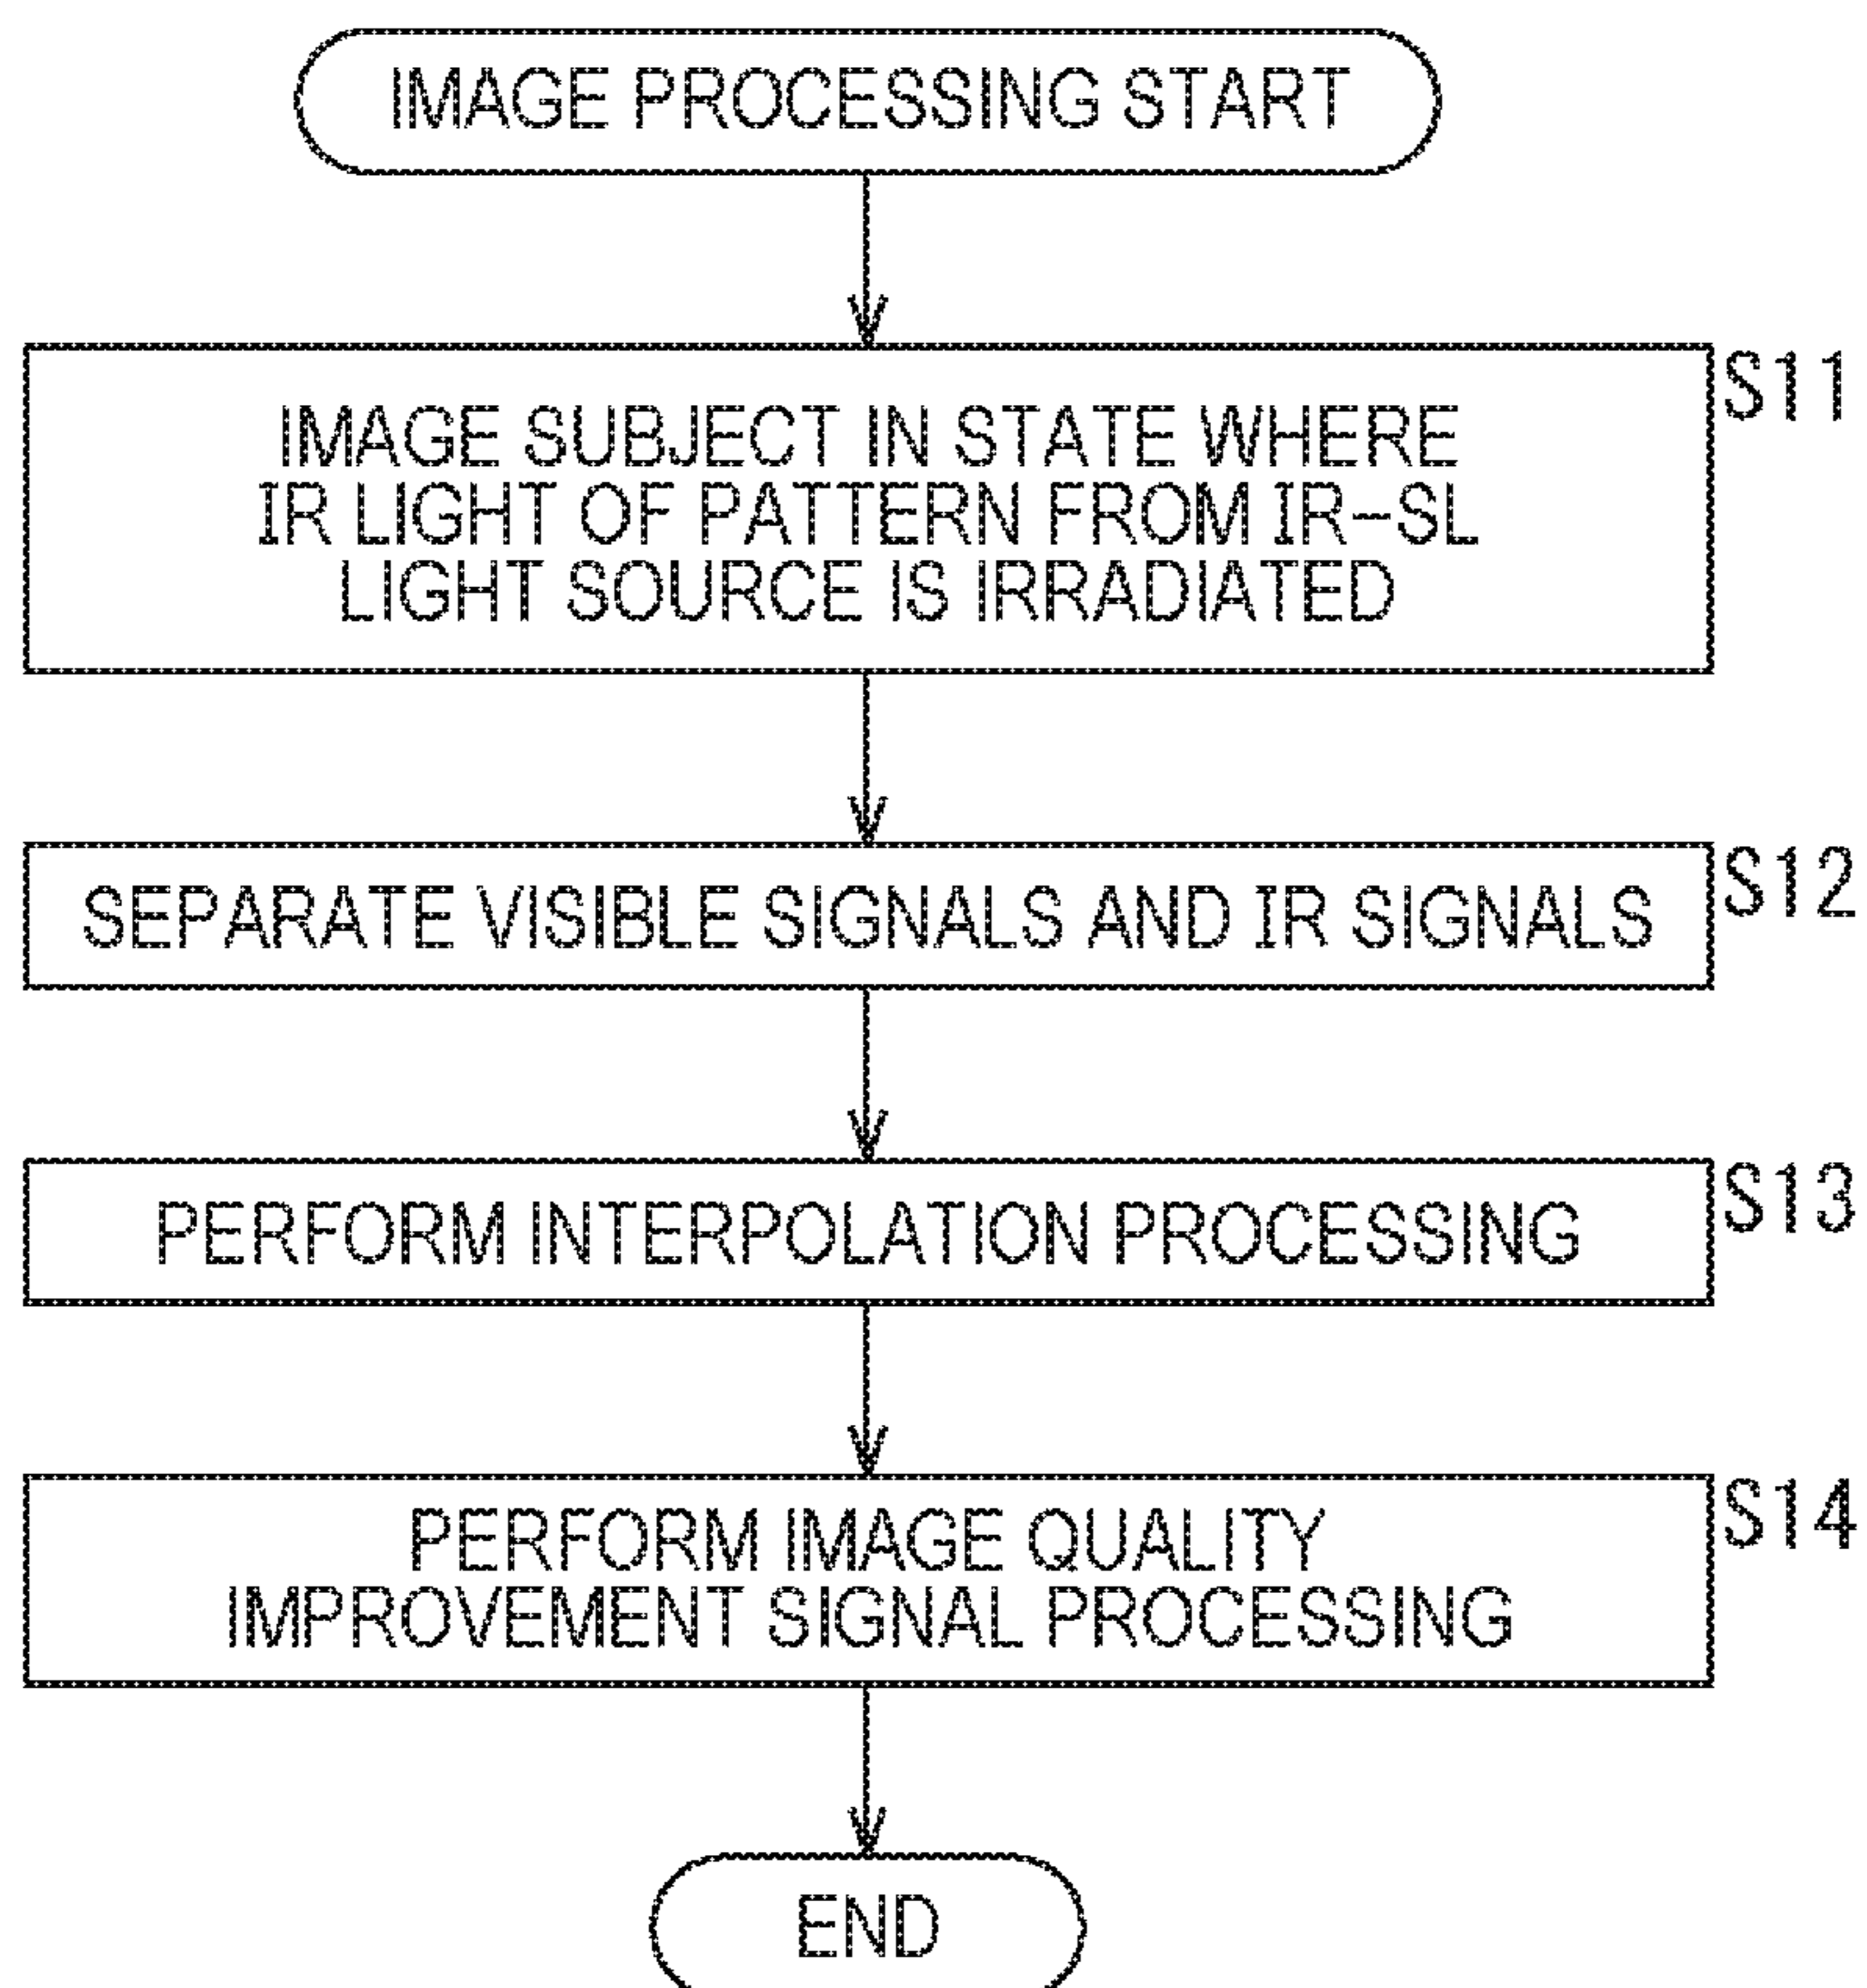 IMAGE PROCESSING START
S11
IMAGE SUBJECT IN STATE WHERE
IR LIGHT OF PATTERN FROM IR-SL
LIGHT SOURCE IS IRRADIATED
S12
SEPARATE VISIBLE SIGNALS AND IR SIGNALS
S13
PERFORM INTERPOLATION PROCESSING
S14
PERFORM IMAGE QUALITY
IMPROVEMENT SIGNAL PROCESSING
END